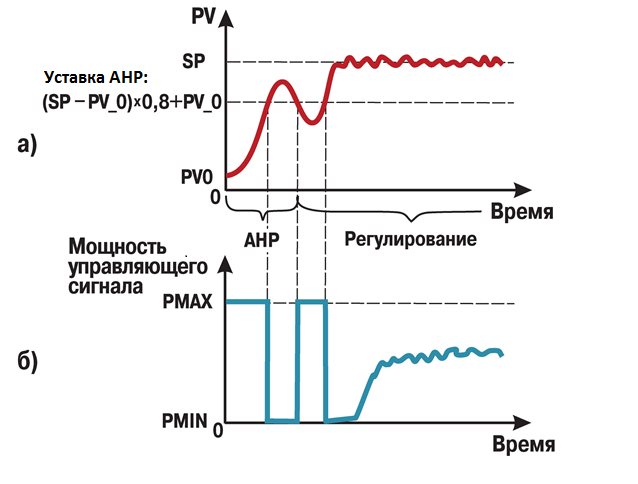 PV
SP
Уставка АНР:
(SP – PV_0)×0,8+PV_0
а)
PV0
0
Время
АНР
Регулирование
Мощность
управляющего
сигнала
PMAX
б)
PMIN
0
Время